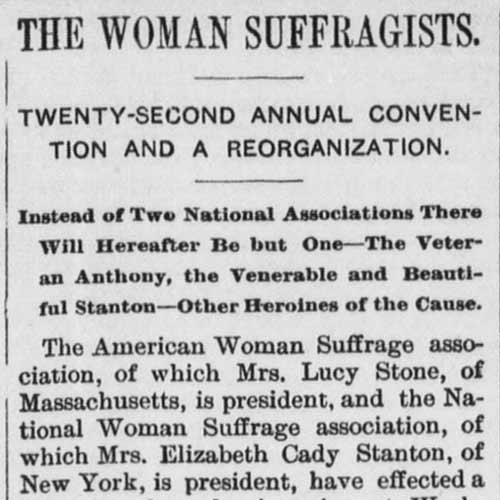 THE WOMAN SUFFRAGISTS.
TWENTY-SECOND ANNUAL CONVEN-
TION AND A REORGANIZATION.
Instead of Two National Associations There
Will Hereafter Be but One—The Veter-
an Anthony, the Venerable and Beauti-
ful Stanton—Other Heroines of the Cause.
The American Woman Suffrage asso-
ciation, of which Mrs. Lucy Stone, of
Massachusetts, is president, and the Na-
tional Woman Suffrage association, of
which Mrs. Elizabeth Cady Stanton, of
New York, is president, have effected a